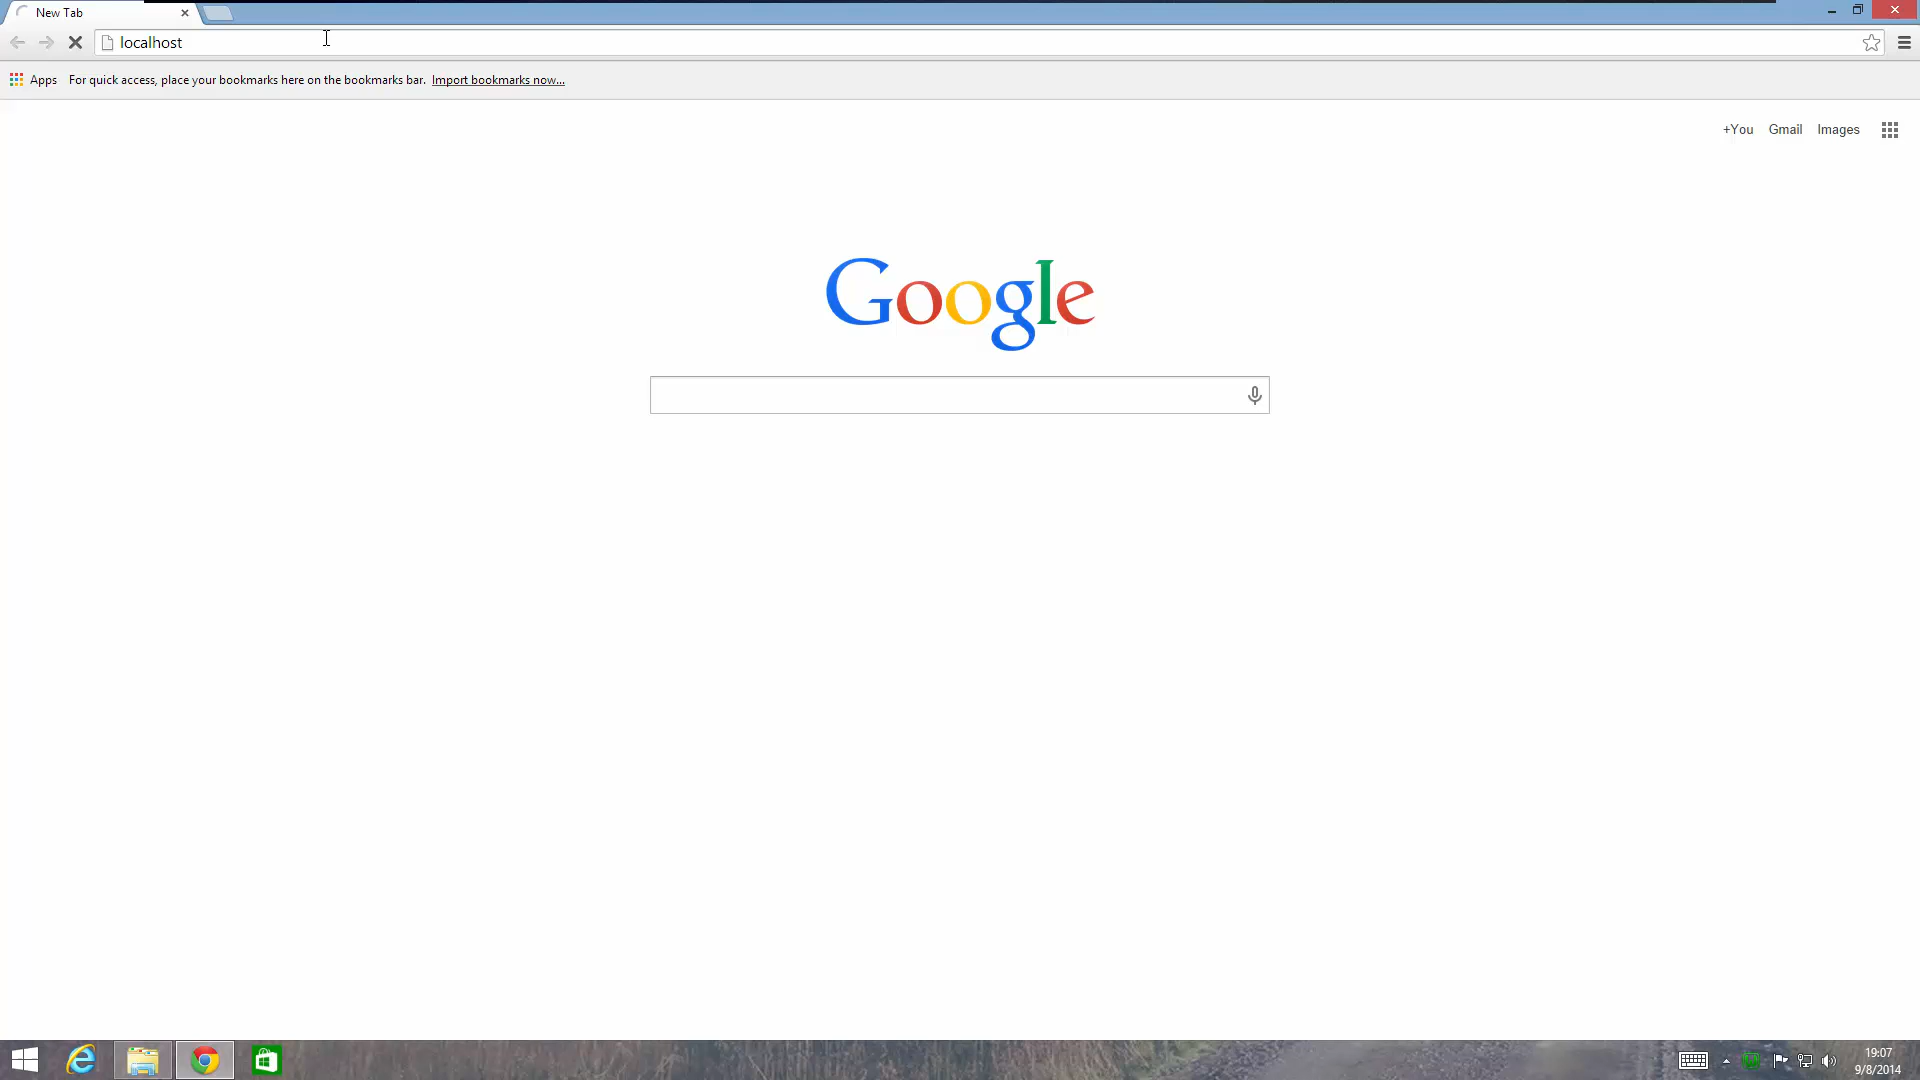 New Tab
localhost
Apps For quick access, place your bookmarks here on the bookmarks bar. Import bookmarks now...
+You Gmail Images
Google
19:07
9/8/2014